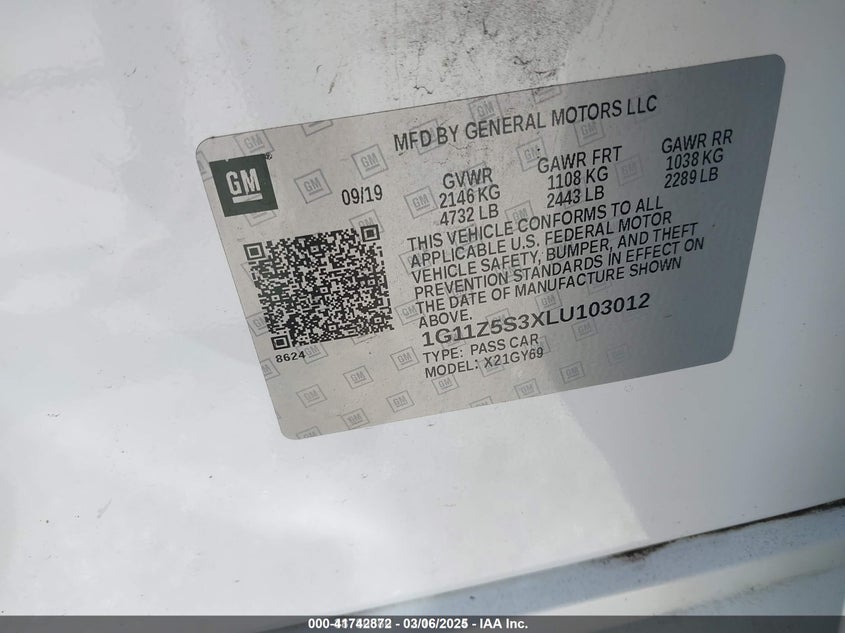 MFD BY GENERAL MOTORS LLC
GM
®
09/19
GVWR
2146 KG
4732 LB
GAWR FRT
1108 KG
2443 LB
GAWR RR
1038 KG
2289 LB
THIS VEHICLE CONFORMS TO ALL
APPLICABLE U.S. FEDERAL MOTOR
VEHICLE SAFETY, BUMPER, AND THEFT
PREVENTION STANDARDS IN EFFECT ON
THE DATE OF MANUFACTURE SHOWN
ABOVE.
1G11Z5S3XLU103012
TYPE: PASS CAR
MODEL: X21GY69
8624
000-41742872 - 03/06/2025 - IAA Inc.